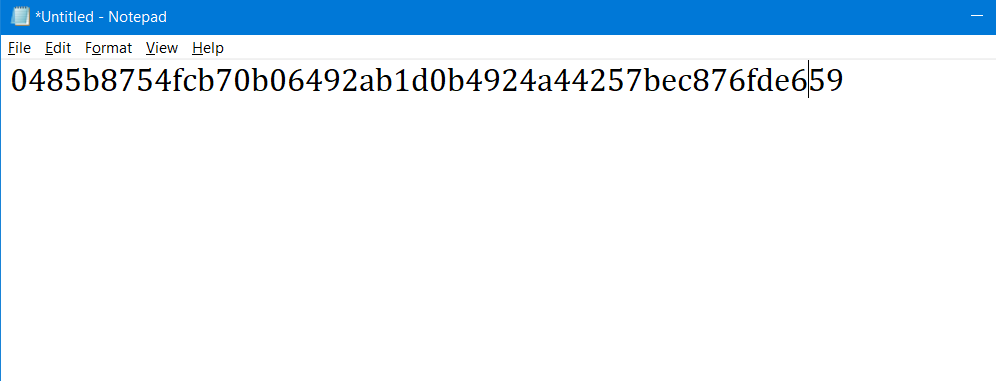 *Untitled - Notepad
File Edit Format View Help
0485b8754fcb70b06492ab1d0b4924a44257bec876fde659